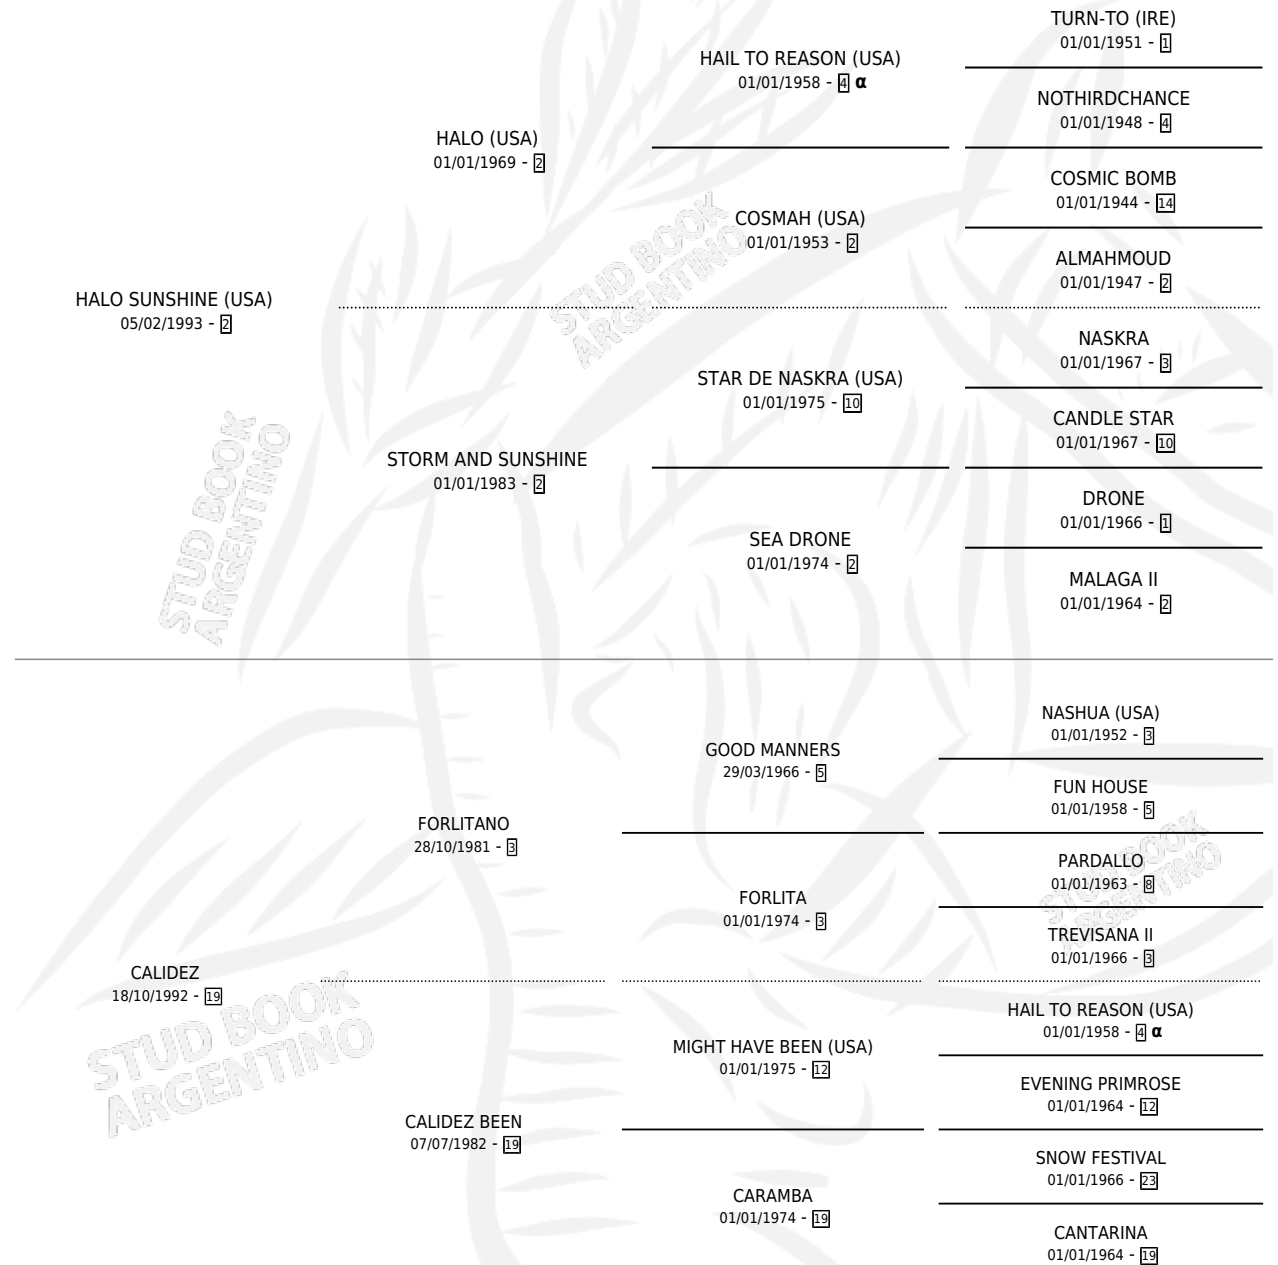 TURN-TO (IRE)
01/01/1951 - 1
HAIL TO REASON (USA)
01/01/1958 - 4 α
NOTHIRDCHANCE
01/01/1948 - 4
HALO (USA)
01/01/1969 - 2
COSMIC BOMB
01/01/1944 - 14
COSMAH (USA)
01/01/1953 - 2
ALMAHMOUD
01/01/1947 - 2
HALO SUNSHINE (USA)
05/02/1993 - 2
NASKRA
01/01/1967 - 3
STAR DE NASKRA (USA)
01/01/1975 - 10
CANDLE STAR
01/01/1967 - 10
STORM AND SUNSHINE
01/01/1983 - 2
DRONE
01/01/1966 - 1
SEA DRONE
01/01/1974 - 2
MALAGA II
01/01/1964 - 2
STUD BOOK
ARGENTINO
STUD BOOK
ARGENTINO
NASHUA (USA)
01/01/1952 - 3
GOOD MANNERS
29/03/1966 - 5
FUN HOUSE
01/01/1958 - 5
FORLITANO
28/10/1981 - 3
PARDALLO
01/01/1963 - 8
FORLITA
01/01/1974 - 3
TREVISANA II
01/01/1966 - 3
STUD BOOK
ARGENTINO
CALIDEZ
18/10/1992 - 19
HAIL TO REASON (USA)
01/01/1958 - 4 α
MIGHT HAVE BEEN (USA)
01/01/1975 - 12
EVENING PRIMROSE
01/01/1964 - 12
STUD BOOK
ARGENTINO
CALIDEZ BEEN
07/07/1982 - 19
SNOW FESTIVAL
01/01/1966 - 23
CARAMBA
01/01/1974 - 19
CANTARINA
01/01/1964 - 19